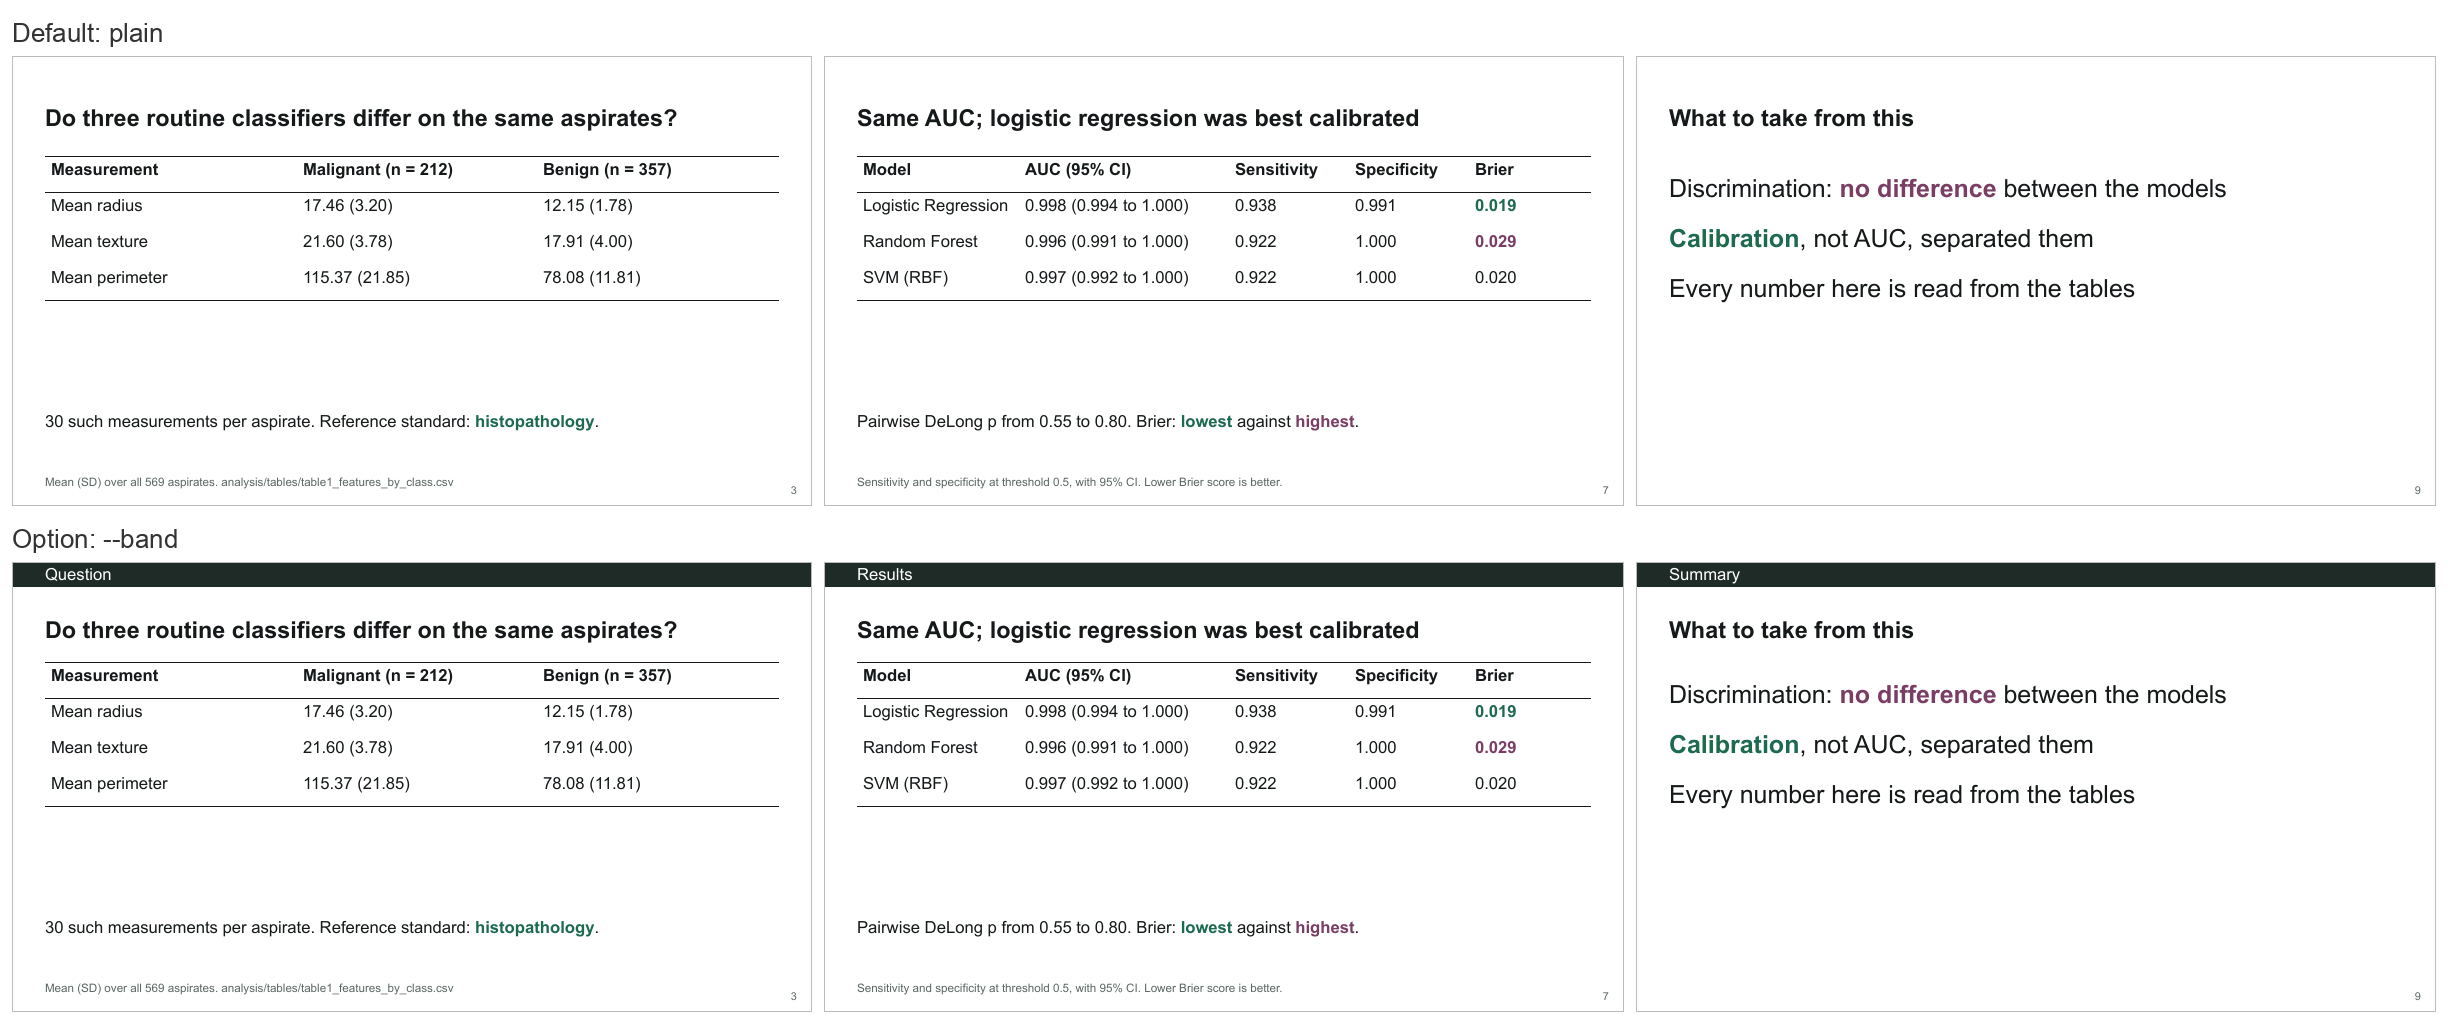 Default: plain
Do three routine classifiers differ on the same aspirates?
Measurement Malignant (n = 212) Benign (n = 357)
Mean radius 17.46 (3.20) 12.15 (1.78)
Mean texture 21.60 (3.78) 17.91 (4.00)
Mean perimeter 115.37 (21.85) 78.08 (11.81)
30 such measurements per aspirate. Reference standard: histopathology.
Mean (SD) over all 569 aspirates. analysis/tables/table1_features_by_class.csv
3
Same AUC; logistic regression was best calibrated
Model AUC (95% CI) Sensitivity Specificity Brier
Logistic Regression 0.998 (0.994 to 1.000) 0.938 0.991 0.019
Random Forest 0.996 (0.991 to 1.000) 0.922 1.000 0.029
SVM (RBF) 0.997 (0.992 to 1.000) 0.922 1.000 0.020
Pairwise DeLong p from 0.55 to 0.80. Brier: lowest against highest.
Sensitivity and specificity at threshold 0.5, with 95% CI. Lower Brier score is better.
7
What to take from this
Discrimination: no difference between the models
Calibration, not AUC, separated them
Every number here is read from the tables
9
Option: --band
Question
Do three routine classifiers differ on the same aspirates?
Measurement Malignant (n = 212) Benign (n = 357)
Mean radius 17.46 (3.20) 12.15 (1.78)
Mean texture 21.60 (3.78) 17.91 (4.00)
Mean perimeter 115.37 (21.85) 78.08 (11.81)
30 such measurements per aspirate. Reference standard: histopathology.
Mean (SD) over all 569 aspirates. analysis/tables/table1_features_by_class.csv
3
Results
Same AUC; logistic regression was best calibrated
Model AUC (95% CI) Sensitivity Specificity Brier
Logistic Regression 0.998 (0.994 to 1.000) 0.938 0.991 0.019
Random Forest 0.996 (0.991 to 1.000) 0.922 1.000 0.029
SVM (RBF) 0.997 (0.992 to 1.000) 0.922 1.000 0.020
Pairwise DeLong p from 0.55 to 0.80. Brier: lowest against highest.
Sensitivity and specificity at threshold 0.5, with 95% CI. Lower Brier score is better.
7
Summary
What to take from this
Discrimination: no difference between the models
Calibration, not AUC, separated them
Every number here is read from the tables
9